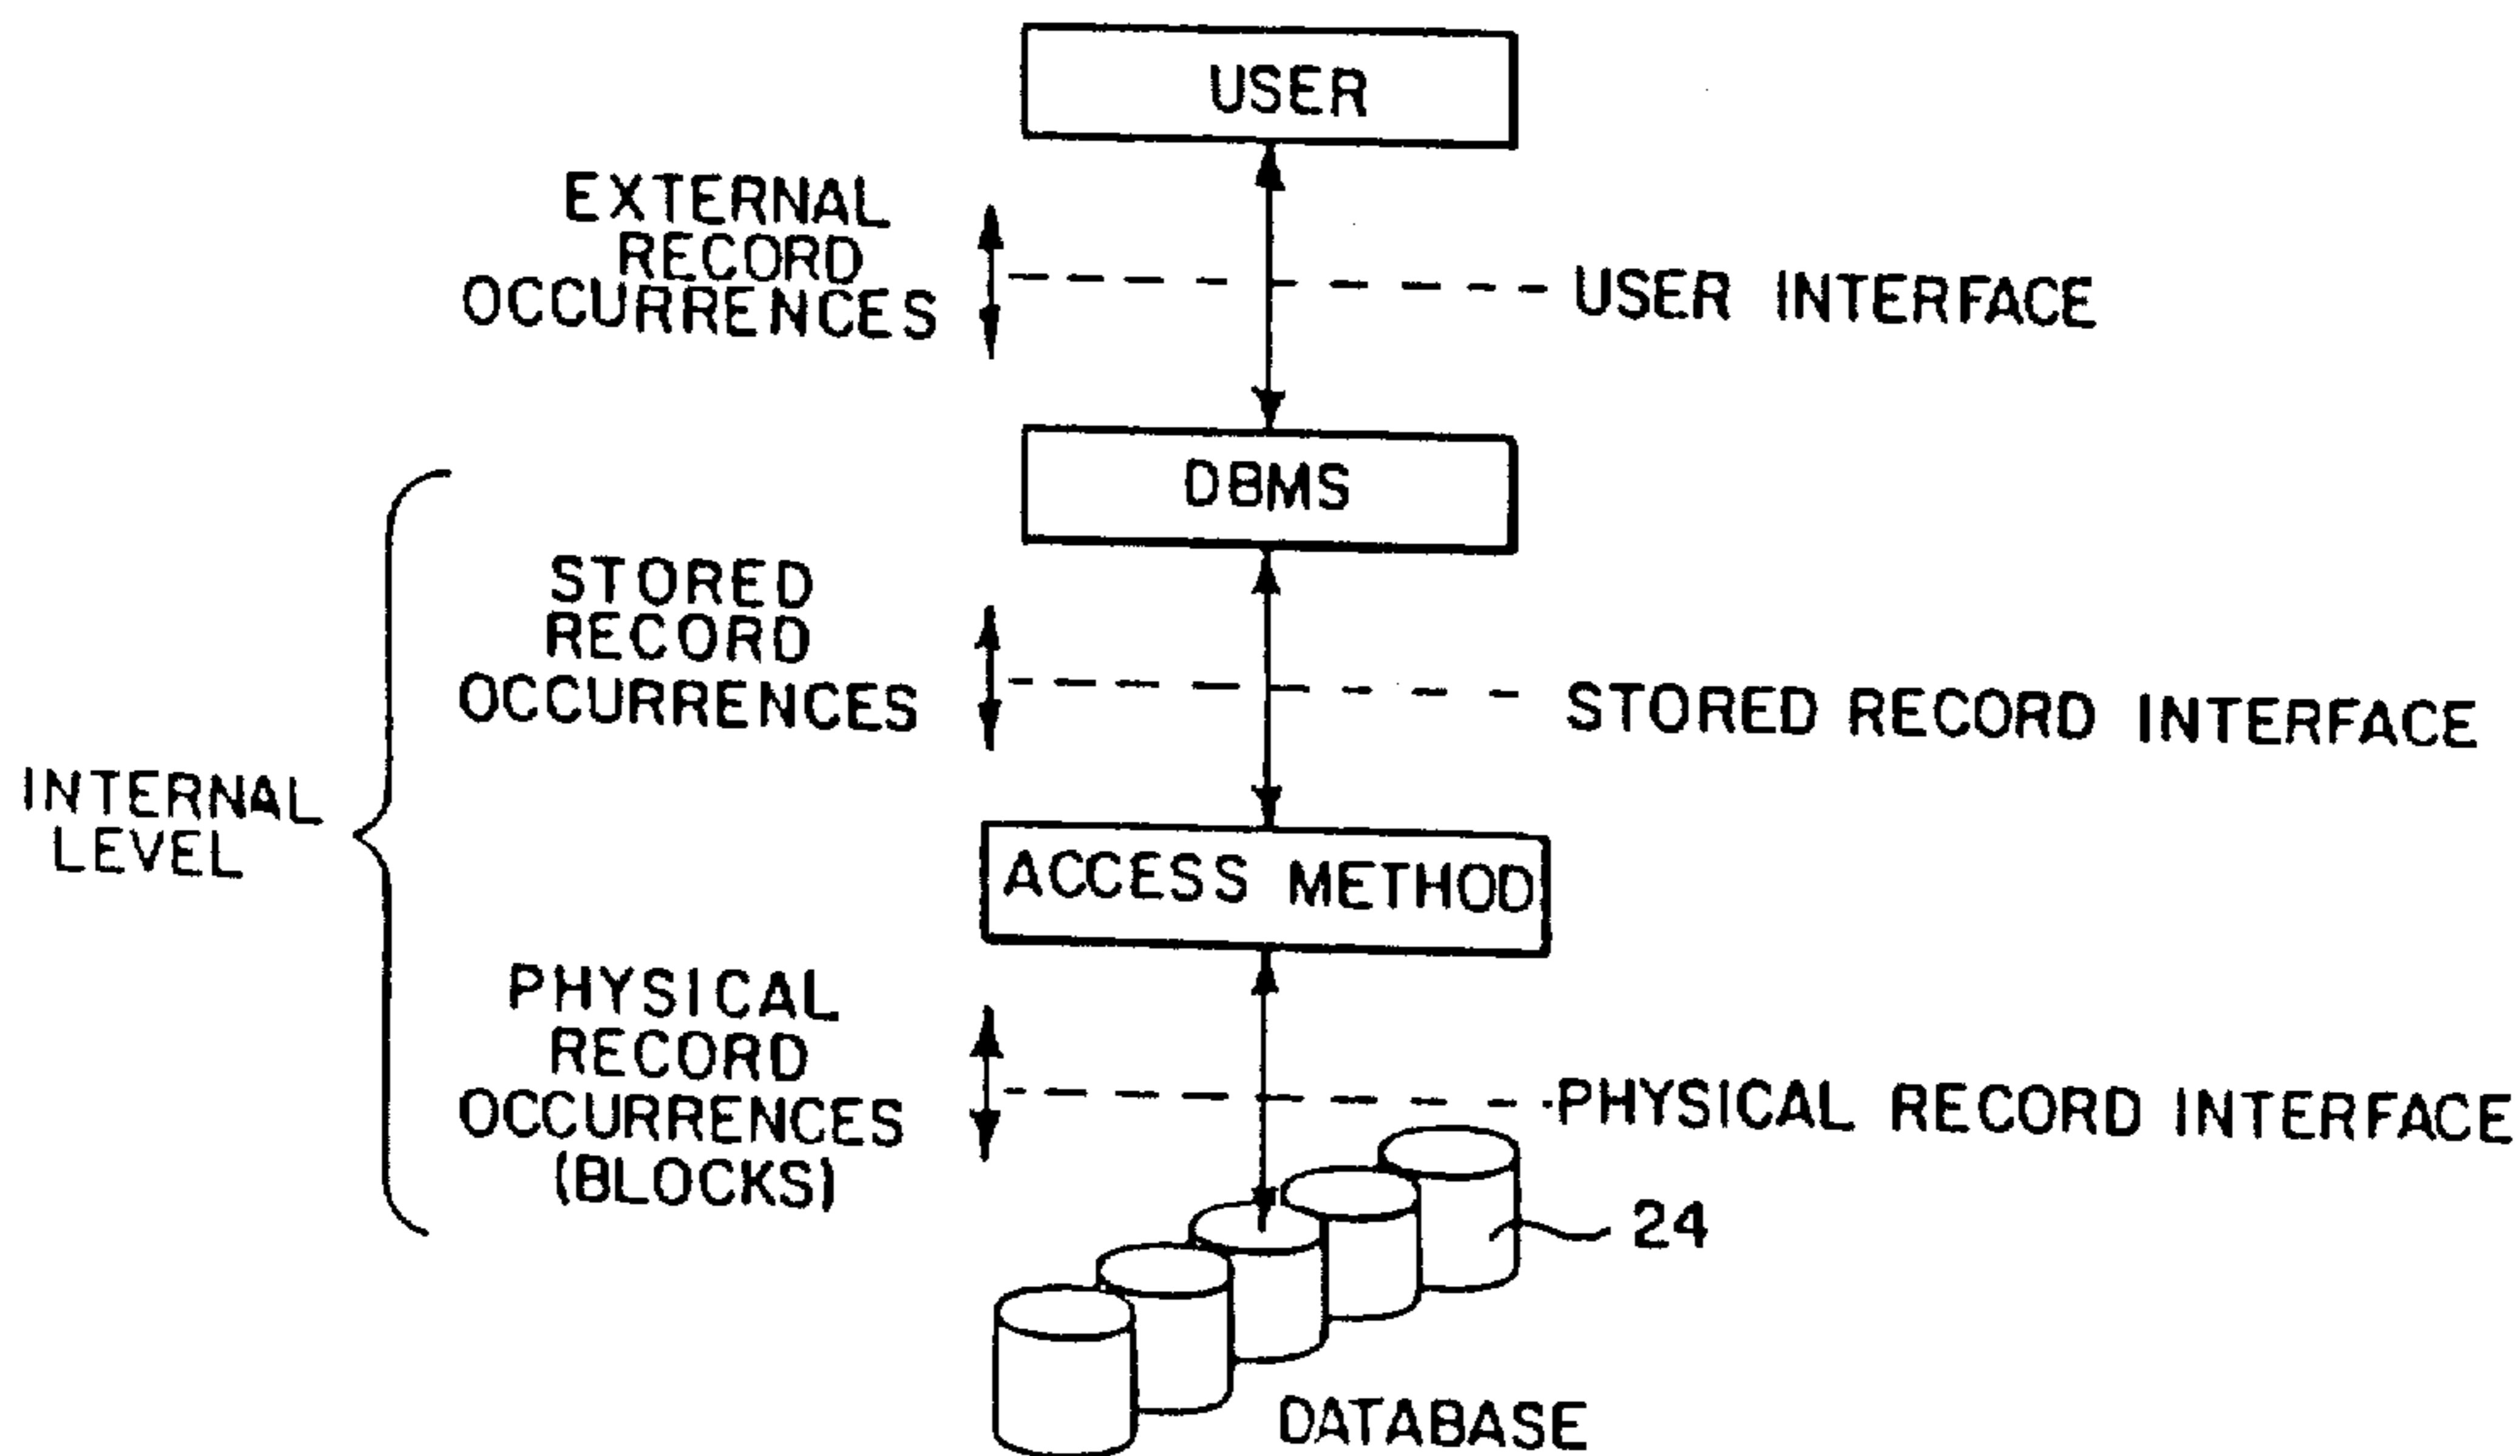 USER
EXTERNAL
RECORD
OCCURRENCES
USER INTERFACE
DBMS
STORED
RECORD
OCCURRENCES
STORED RECORD INTERFACE
INTERNAL
LEVEL
ACCESS METHOD
PHYSICAL
RECORD
OCCURRENCES
(BLOCKS)
PHYSICAL RECORD INTERFACE
24
DATABASE